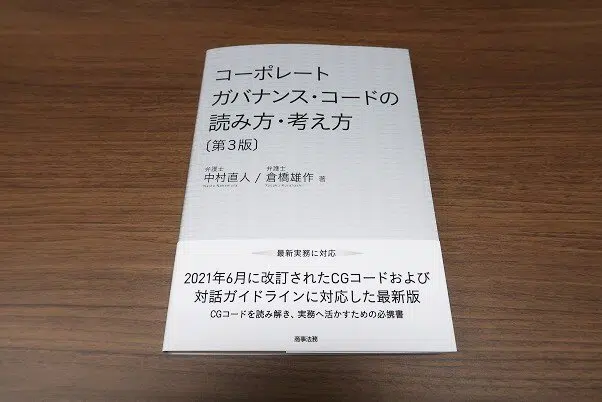 コーポレート
ガバナンス・コードの
読み方・考え方
〔第3版〕
弁護士 弁護士
中村直人 / 倉橋雄作 著
Naoto Nakamura Yusaku Kurahashi
最新実務に対応
2021年6月に改訂されたCGコードおよび
対話ガイドラインに対応した最新版
CGコードを読み解き、実務へ活かすための必携書
商事法務